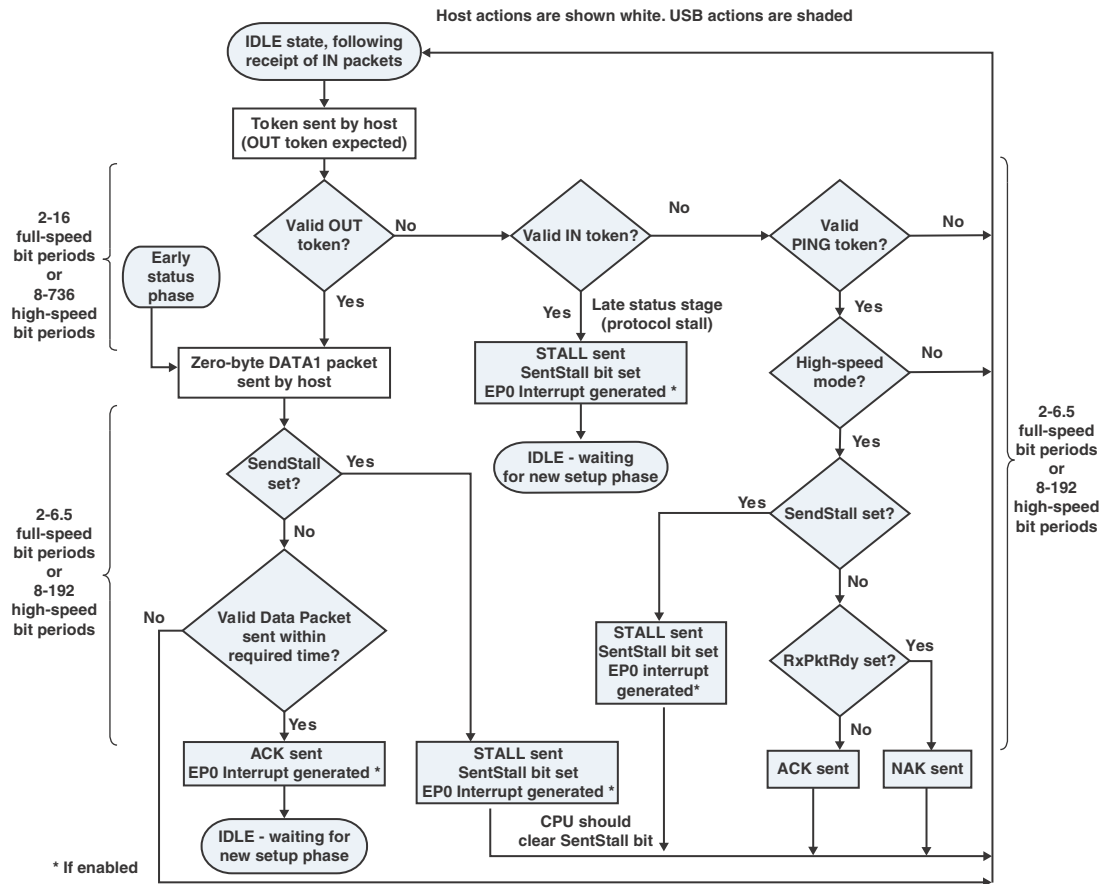 Host actions are shown white. USB actions are shaded
IDLE state, following
receipt of IN packets
Token sent by host
(OUT token expected)
2-16
full-speed
bit periods
or
8-736
high-speed
bit periods
Early
status
phase
Valid OUT
token?
No
Yes
Valid IN token?
No
Yes
Late status stage
(protocol stall)
Valid
PING token?
No
Yes
Zero-byte DATA1 packet
sent by host
STALL sent
SentStall bit set
EP0 Interrupt generated *
High-speed
mode?
No
Yes
IDLE - waiting
for new setup phase
2-6.5
full-speed
bit periods
or
8-192
high-speed
bit periods
SendStall
set?
Yes
No
Yes
SendStall set?
No
2-6.5
full-speed
bit periods
or
8-192
high-speed
bit periods
No
Valid Data Packet
sent within
required time?
Yes
STALL sent
SentStall bit set
EP0 interrupt
generated*
RxPktRdy set?
Yes
No
ACK sent
EP0 Interrupt generated *
STALL sent
SentStall bit set
EP0 Interrupt generated *
ACK sent
NAK sent
IDLE - waiting for
new setup phase
CPU should
clear SentStall bit
* If enabled